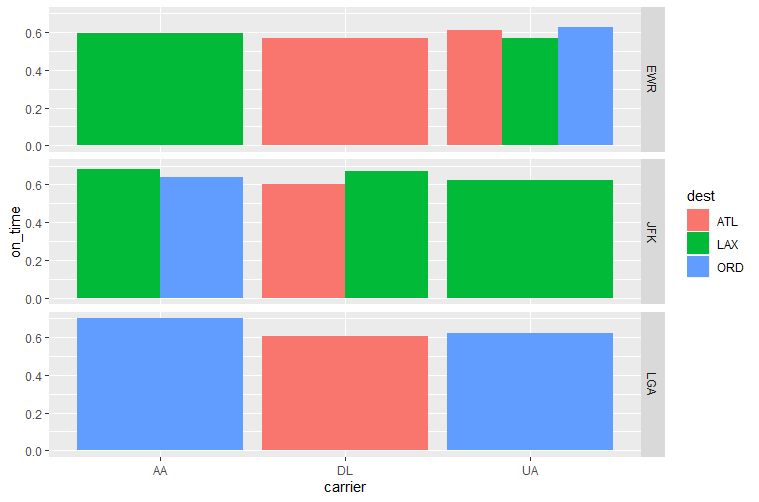 0.6
0.4
0.2
0.0
EWR
0.6
0.4
0.2
0.0
JFK
0.6
0.4
0.2
0.0
LGA
on_time
AA DL UA
carrier
dest
ATL
LAX
ORD